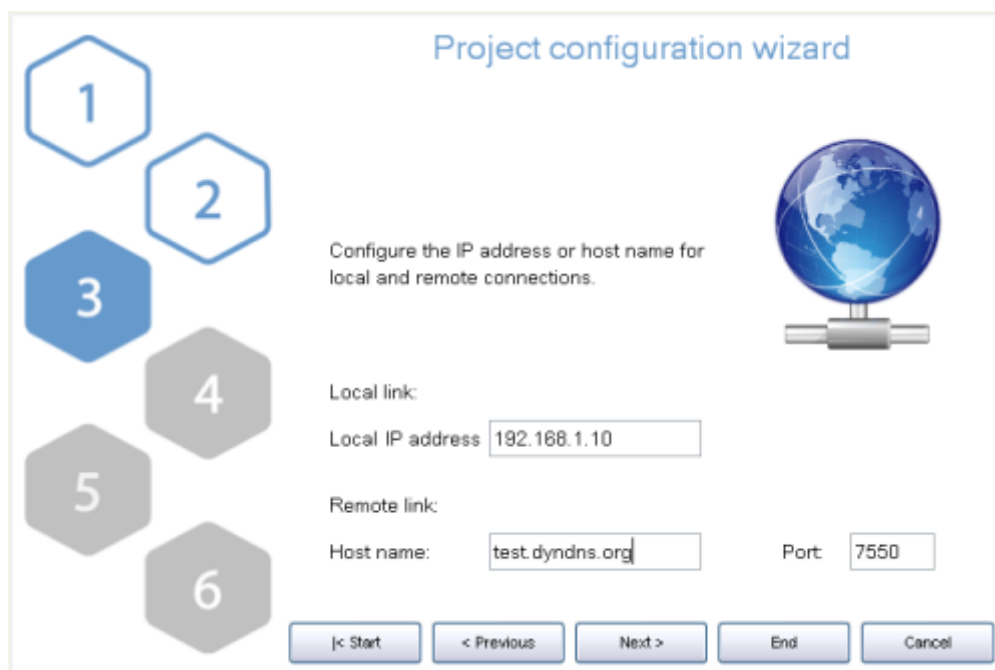 Project configuration wizard
1
2
3
4
5
6
Configure the IP address or host name for
local and remote connections.
Local link:
Local IP address 192.168.1.10
Remote link:
Host name: test.dyndns.org Port: 7550
|< Start < Previous Next > End Cancel